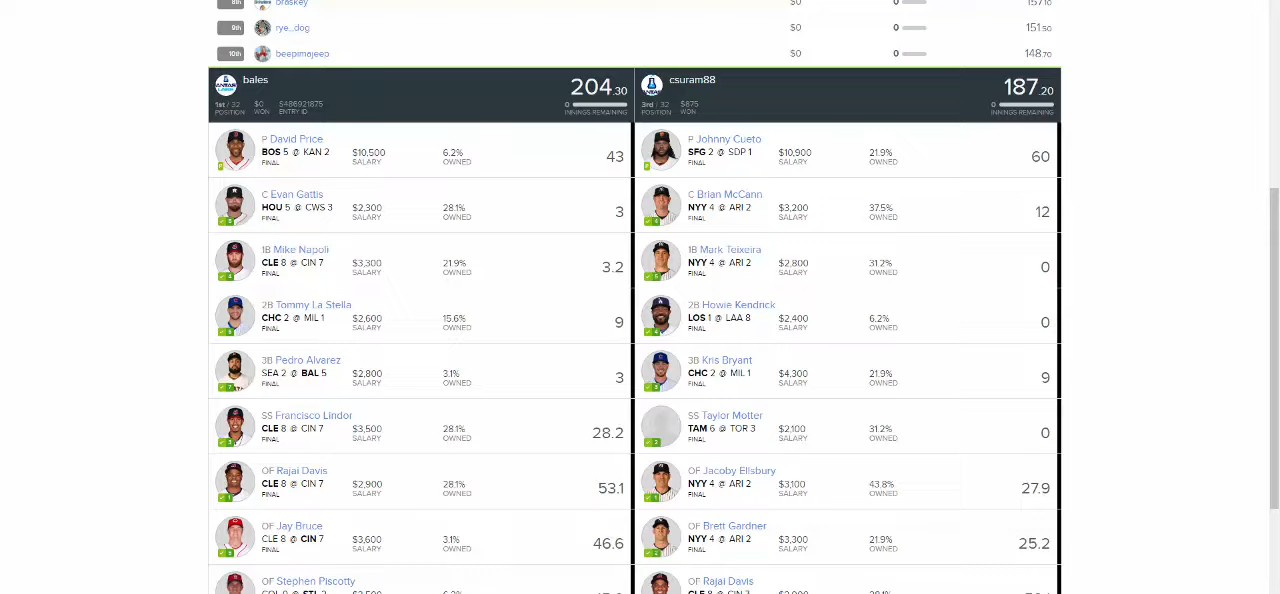 8th braskey $0 0 157.10
9th rye_dog $0 0 151.50
10th beepimajeep $0 0 148.70
bales 204.30
1st / 32 $0 5486921875 0
POSITION WON ENTRY ID INNINGS REMAINING
P David Price
BOS 5 @ KAN 2 $10,500 6.2% 43
FINAL SALARY OWNED
C Evan Gattis
HOU 5 @ CWS 3 $2,300 28.1% 3
FINAL SALARY OWNED
1B Mike Napoli
CLE 8 @ CIN 7 $3,300 21.9% 3.2
FINAL SALARY OWNED
2B Tommy La Stella
CHC 2 @ MIL 1 $2,600 15.6% 9
FINAL SALARY OWNED
3B Pedro Alvarez
SEA 2 @ BAL 5 $2,800 3.1% 3
FINAL SALARY OWNED
SS Francisco Lindor
CLE 8 @ CIN 7 $3,500 28.1% 28.2
FINAL SALARY OWNED
OF Rajai Davis
CLE 8 @ CIN 7 $2,900 28.1% 53.1
FINAL SALARY OWNED
OF Jay Bruce
CLE 8 @ CIN 7 $3,600 3.1% 46.6
FINAL SALARY OWNED
OF Stephen Piscotty
csuram88 187.20
3rd / 32 $875 0
POSITION WON INNINGS REMAINING
P Johnny Cueto
SFG 2 @ SDP 1 $10,900 21.9% 60
FINAL SALARY OWNED
C Brian McCann
NYY 4 @ ARI 2 $3,200 37.5% 12
FINAL SALARY OWNED
1B Mark Teixeira
NYY 4 @ ARI 2 $2,800 31.2% 0
FINAL SALARY OWNED
2B Howie Kendrick
LOS 1 @ LAA 8 $2,400 6.2% 0
FINAL SALARY OWNED
3B Kris Bryant
CHC 2 @ MIL 1 $4,300 21.9% 9
FINAL SALARY OWNED
SS Taylor Motter
TAM 6 @ TOR 3 $2,100 31.2% 0
FINAL SALARY OWNED
OF Jacoby Ellsbury
NYY 4 @ ARI 2 $3,100 43.8% 27.9
FINAL SALARY OWNED
OF Brett Gardner
NYY 4 @ ARI 2 $3,300 21.9% 25.2
FINAL SALARY OWNED
OF Rajai Davis